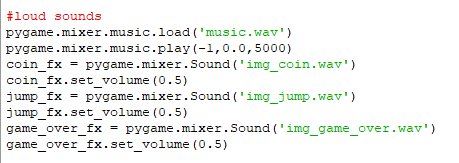 #loud sounds
pygame.mixer.music.load('music.wav')
pygame.mixer.music.play(-1,0.0,5000)
coin_fx = pygame.mixer.Sound('img_coin.wav')
coin_fx.set_volume(0.5)
jump_fx = pygame.mixer.Sound('img_jump.wav')
jump_fx.set_volume(0.5)
game_over_fx = pygame.mixer.Sound('img_game_over.wav')
game_over_fx.set_volume(0.5)